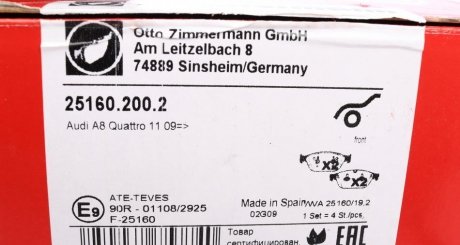 Otto Zimmermann GmbH
Am Leitzelbach 8
74889 Sinsheim/Germany
25160.200.2
Audi A8 Quattro 11 09=>
front
X2
X2
E9
ATE-TEVES
90R - 01108/2925
F-25160
Made in Spain
WVA 25160/19,2
02G09
1 Set = 4 St./pcs.
Товар
сертифицирован
EAC